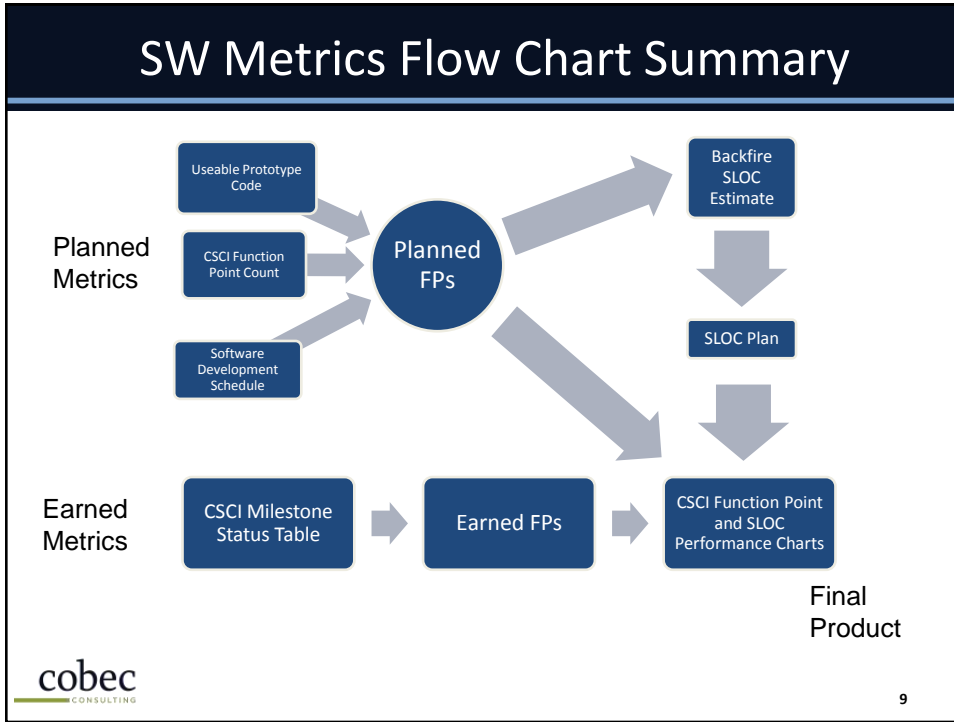 SW Metrics Flow Chart Summary
Useable Prototype
Code
Planned
Metrics
CSCI Function
Point Count
Software
Development
Schedule
Planned
FPs
Backfire
SLOC
Estimate
SLOC Plan
Earned
Metrics
CSCI Milestone
Status Table
Earned FPs
CSCI Function Point
and SLOC
Performance Charts
Final
Product
cobec
CONSULTING
9